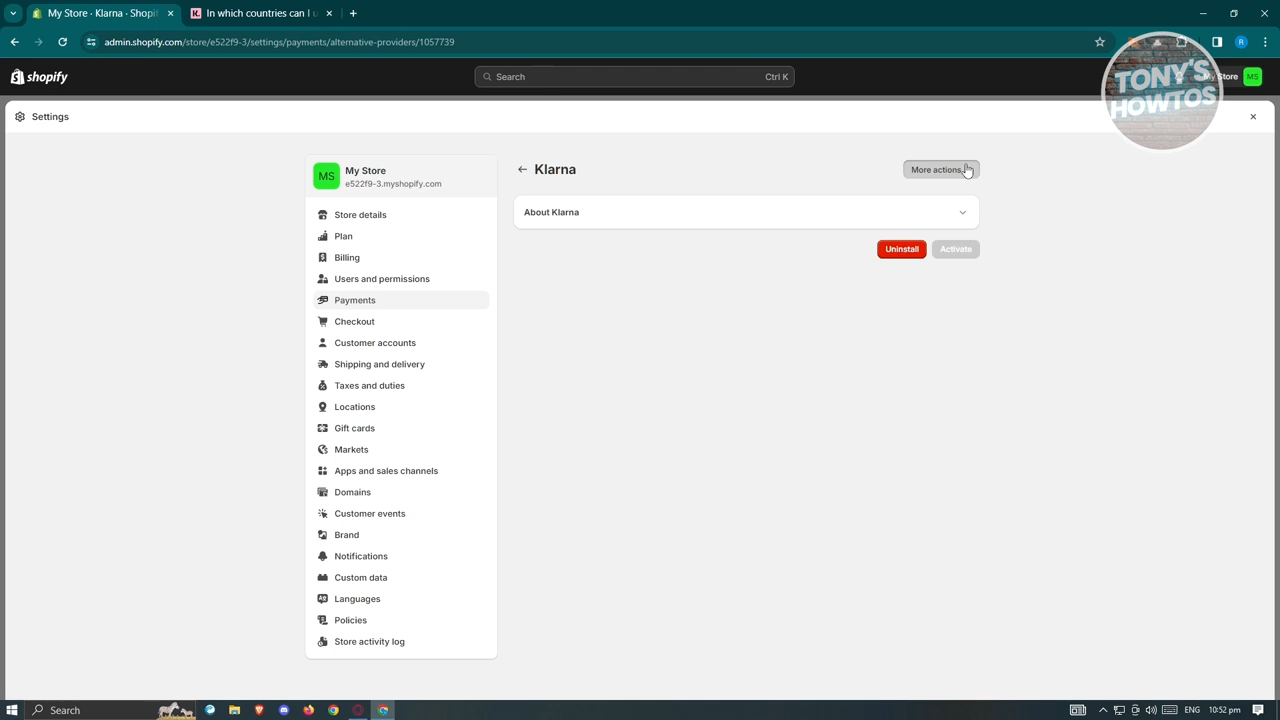 My Store · Klarna · Shopify
In which countries can I u
admin.shopify.com/store/e522f9-3/settings/payments/alternative-providers/1057739
R
shopify
Search
Ctrl K
My Store
MS
TONY'S
HOWTOS
Settings
MS
My Store
e522f9-3.myshopify.com
Store details
Plan
Billing
Users and permissions
Payments
Checkout
Customer accounts
Shipping and delivery
Taxes and duties
Locations
Gift cards
Markets
Apps and sales channels
Domains
Customer events
Brand
Notifications
Custom data
Languages
Policies
Store activity log
Klarna
More actions
About Klarna
Uninstall
Activate
Search
ENG
10:52 pm